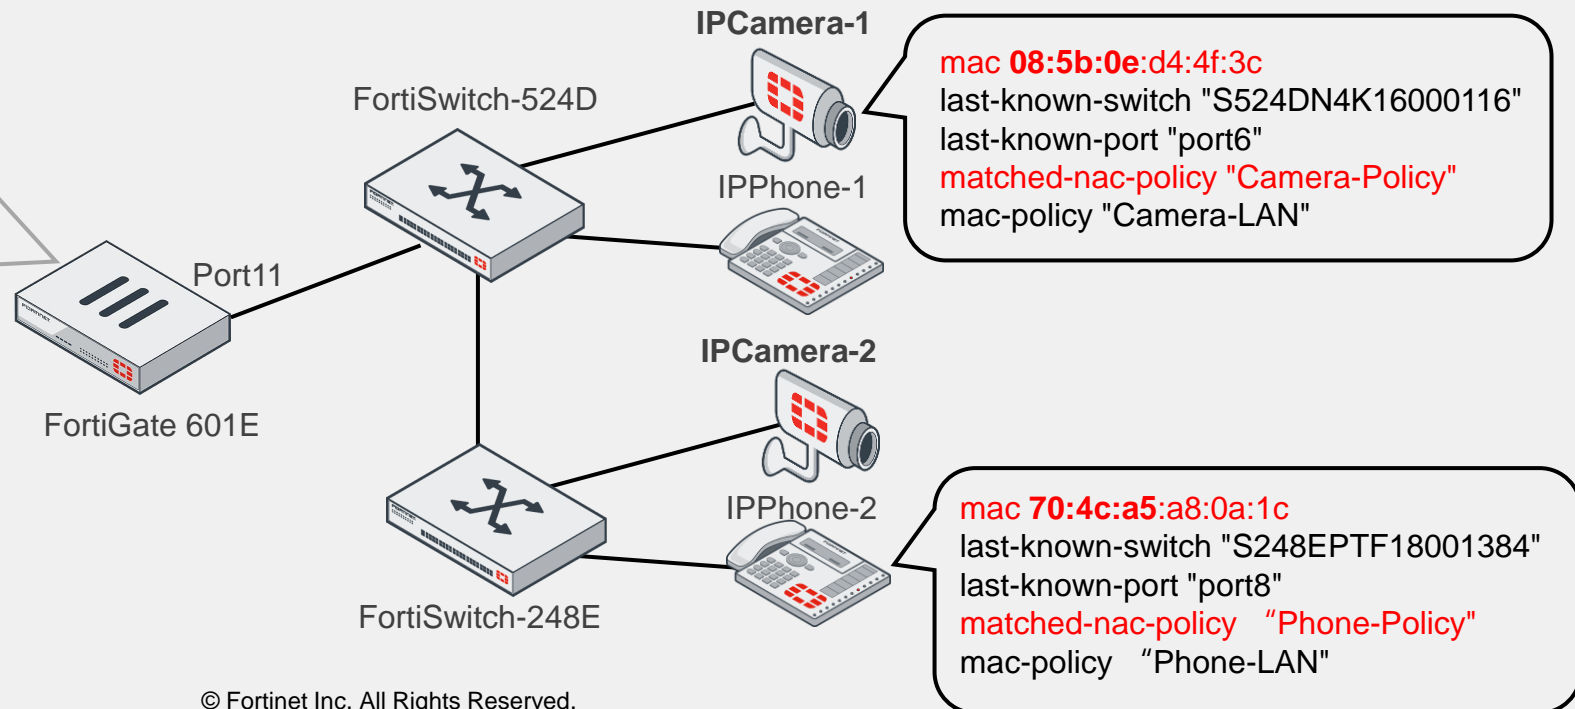 IPCamera-1
mac 08:5b:0e:d4:4f:3c
last-known-switch "S524DN4K16000116"
last-known-port "port6"
matched-nac-policy "Camera-Policy"
mac-policy "Camera-LAN"
FortiSwitch-524D
IPPhone-1
Port11
FortiGate 601E
IPCamera-2
IPPhone-2
mac 70:4c:a5:a8:0a:1c
last-known-switch "S248EPTF18001384"
last-known-port "port8"
matched-nac-policy “Phone-Policy"
mac-policy “Phone-LAN"
FortiSwitch-248E
© Fortinet Inc. All Rights Reserved.